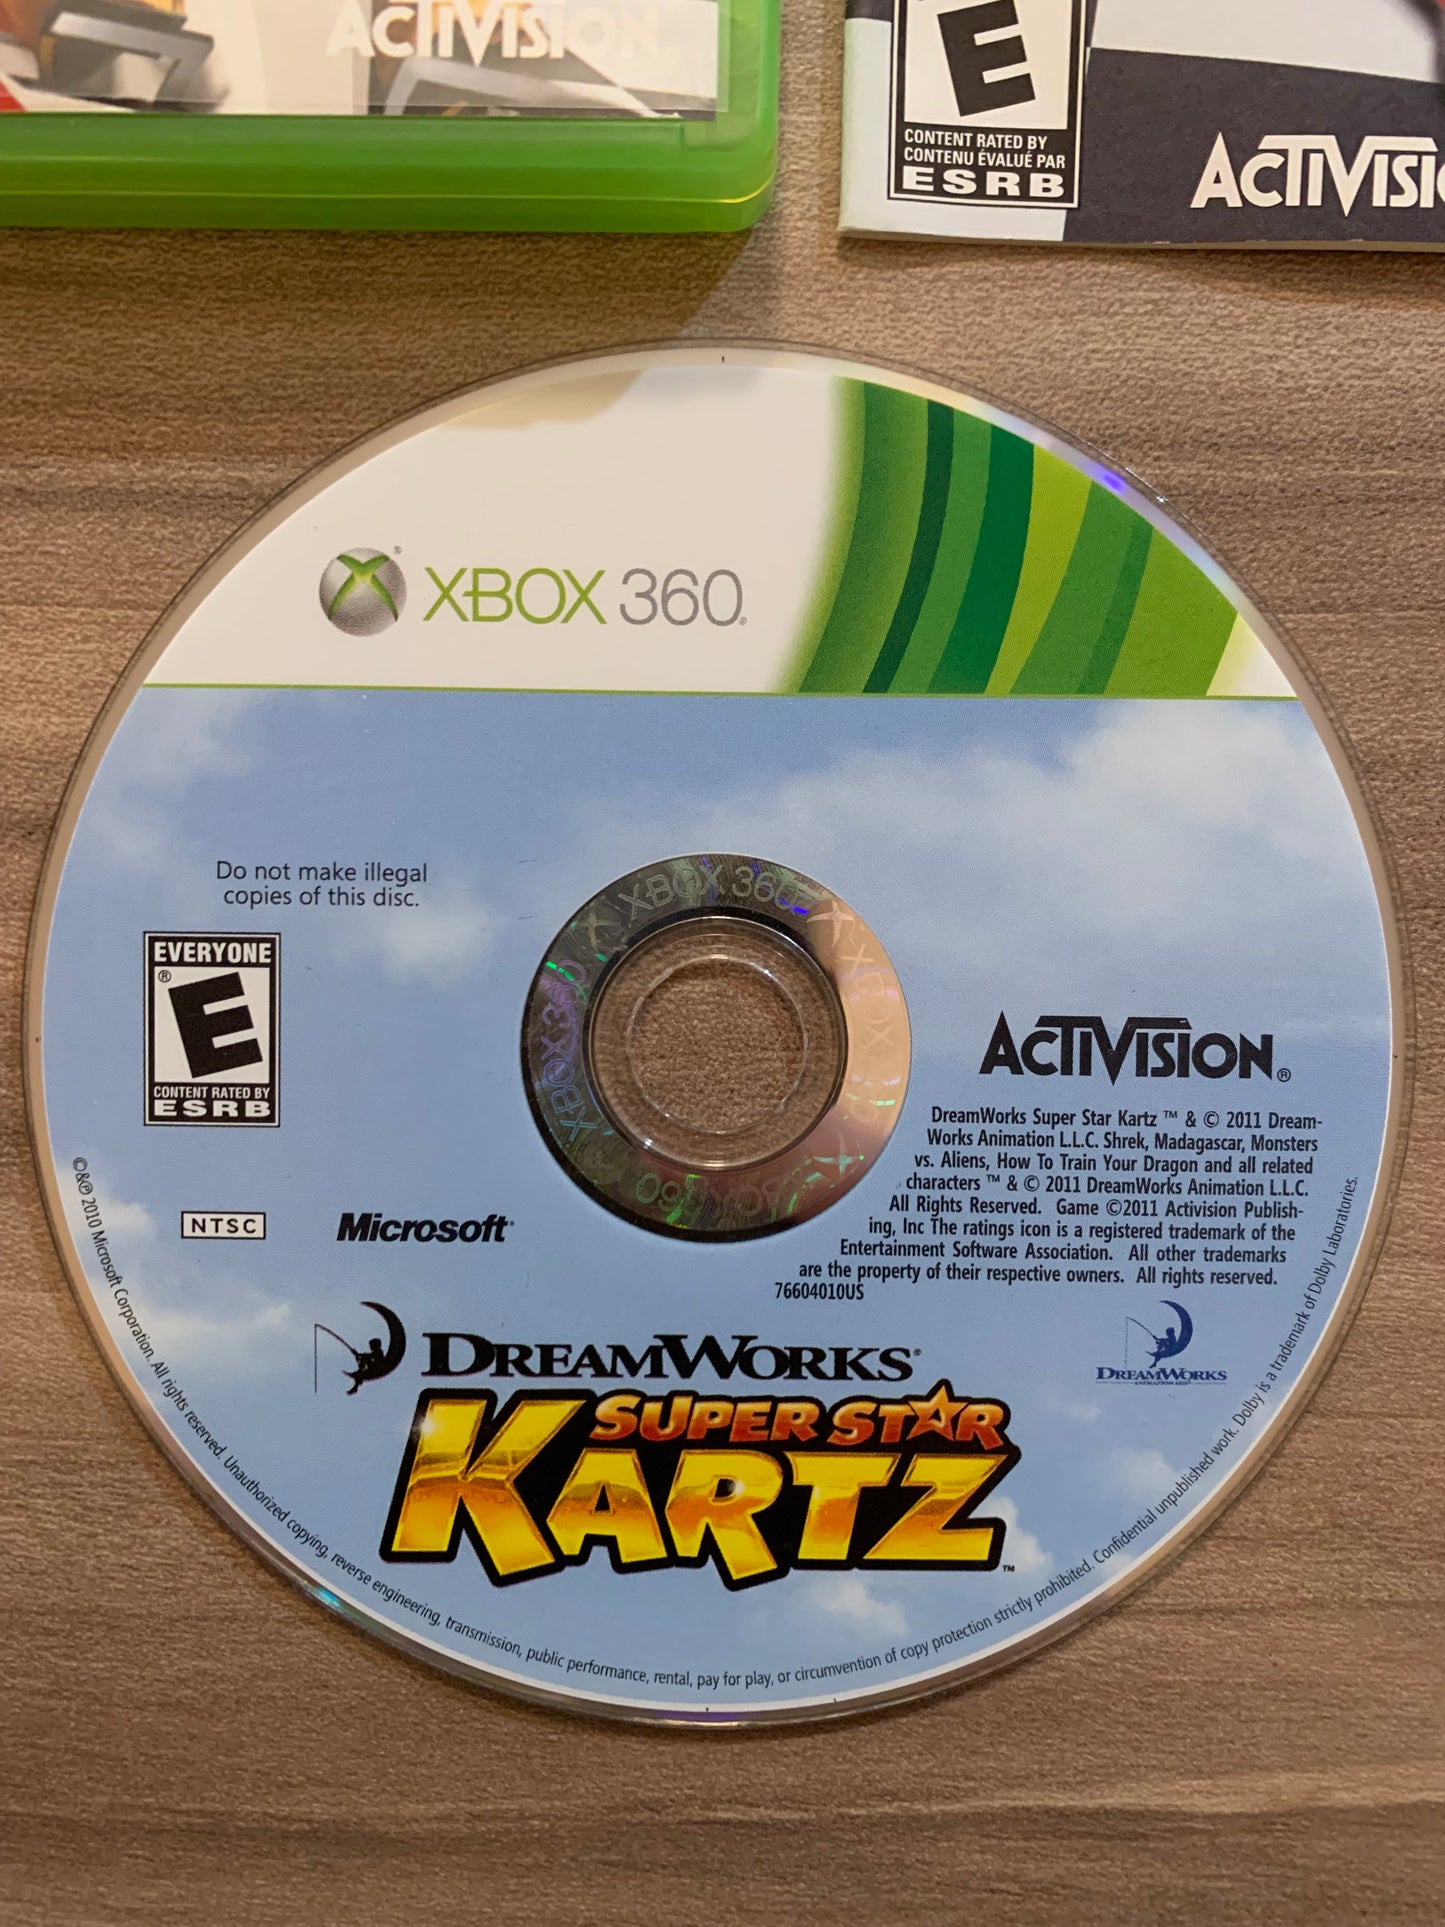 ACTIVISION
E
CONTENT RATED BY
CONTENU ÉVALUÉ PAR
ESRB
XBOX 360®
Do not make illegal
copies of this disc.
EVERYONE
E®
CONTENT RATED BY
ESRB
XBOX 360
XBOX 360
XBOX 360
ACTIVISION®
DreamWorks Super Star Kartz ™ & © 2011 Dream-
Works Animation L.L.C. Shrek, Madagascar, Monsters
vs. Aliens, How To Train Your Dragon and all related
characters ™ & © 2011 DreamWorks Animation L.L.C.
All Rights Reserved. Game ©2011 Activision Publish-
ing, Inc The ratings icon is a registered trademark of the
Entertainment Software Association. All other trademarks
are the property of their respective owners. All rights reserved.
76604010US
NTSC
Microsoft®
DREAMWORKS®
SUPER STAR
KARTZ™
DREAMWORKS
©&℗ 2010 Microsoft Corporation. All rights reserved. Unauthorized copying, reverse engineering, transmission, public performance, rental, pay for play, or circumvention of copy protection strictly prohibited. Confidential unpublished work. Dolby is a trademark of Dolby Laboratories.